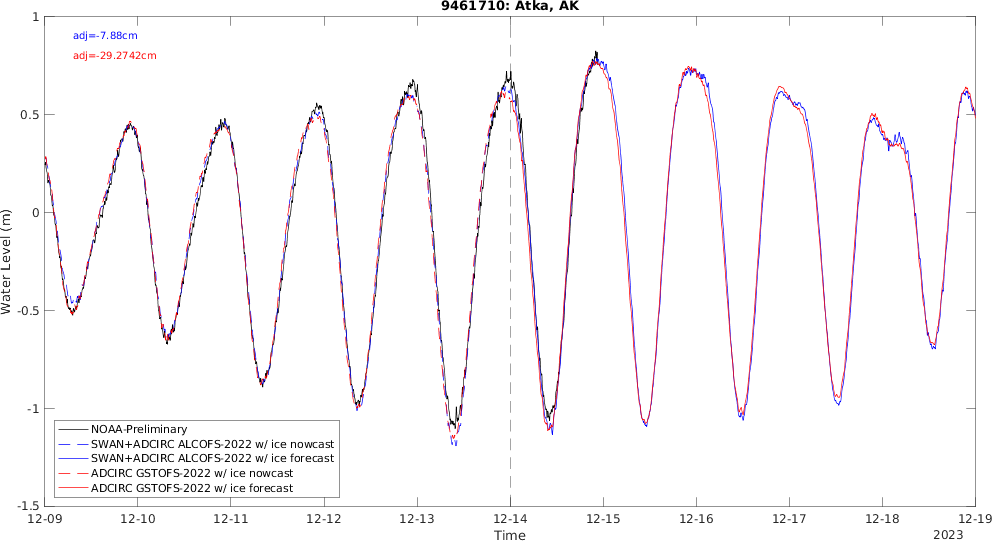 9461710: Atka, AK
adj=-7.88cm
adj=-29.2742cm
1
0.5
0
-0.5
-1
-1.5
Water Level (m)
NOAA-Preliminary
SWAN+ADCIRC ALCOFS-2022 w/ ice nowcast
SWAN+ADCIRC ALCOFS-2022 w/ ice forecast
ADCIRC GSTOFS-2022 w/ ice nowcast
ADCIRC GSTOFS-2022 w/ ice forecast
12-09 12-10 12-11 12-12 12-13 12-14 12-15 12-16 12-17 12-18 12-19
Time
2023